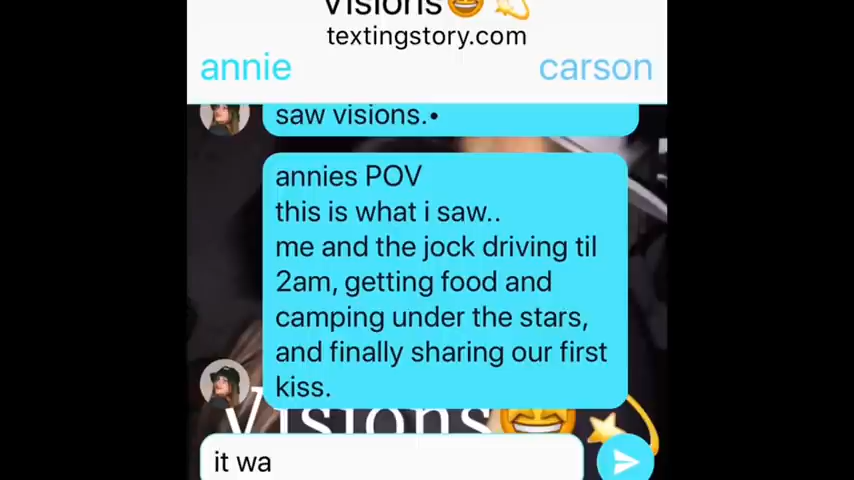 Visions🤩💫
textingstory.com
annie
carson
saw visions.•
annies POV
this is what i saw..
me and the jock driving til
2am, getting food and
camping under the stars,
and finally sharing our first
kiss.
Visions🤩💫
it wa